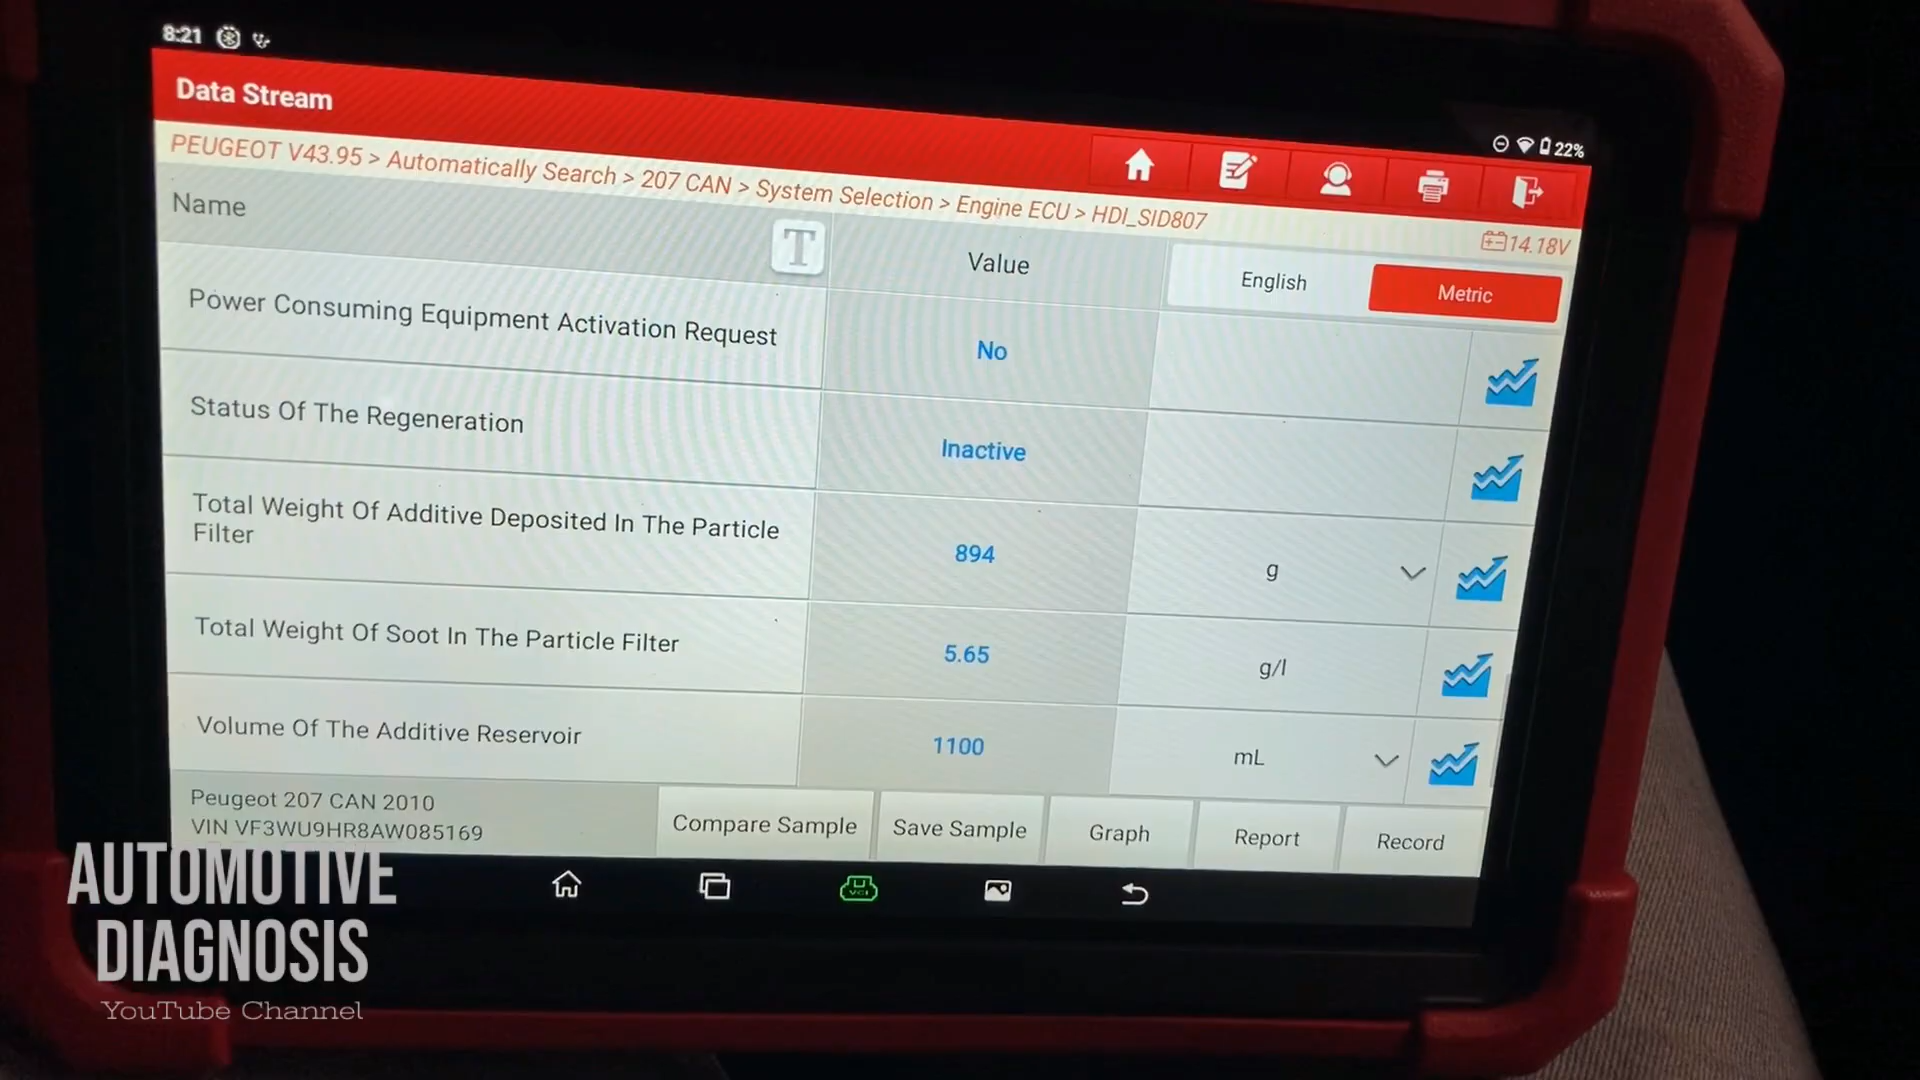 8:21
22%
Data Stream
PEUGEOT V43.95 > Automatically Search > 207 CAN > System Selection > Engine ECU > HDI_SID807
14.18V
Name
T
Value
English
Metric
Power Consuming Equipment Activation Request
No
Status Of The Regeneration
Inactive
Total Weight Of Additive Deposited In The Particle
Filter
894
g
Total Weight Of Soot In The Particle Filter
5.65
g/l
Volume Of The Additive Reservoir
1100
mL
Peugeot 207 CAN 2010
VIN VF3WU9HR8AW085169
Compare Sample
Save Sample
Graph
Report
Record
VCI
AUTOMOTIVE
DIAGNOSIS
YouTube Channel